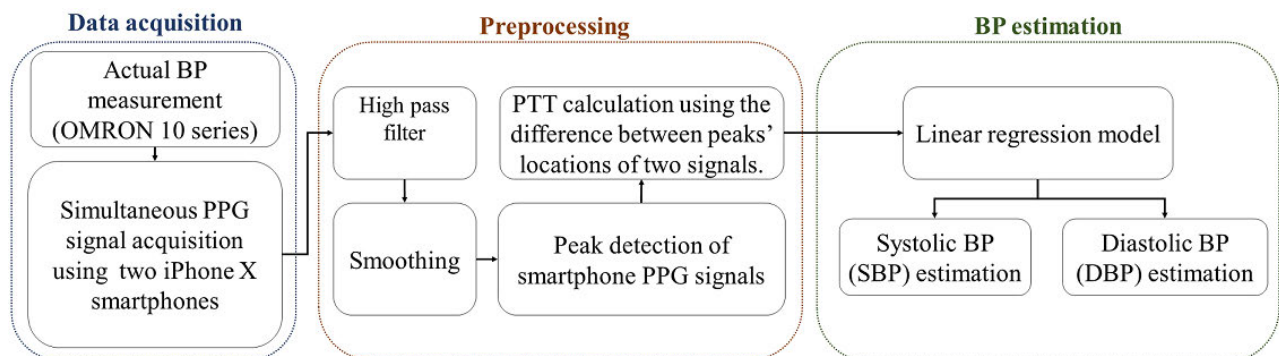 Data acquisition
Actual BP
measurement
(OMRON 10 series)
Simultaneous PPG
signal acquisition
using two iPhone X
smartphones
Preprocessing
High pass
filter
Smoothing
Peak detection of
smartphone PPG signals
PTT calculation using the
difference between peaks’
locations of two signals.
BP estimation
Linear regression model
Systolic BP
(SBP) estimation
Diastolic BP
(DBP) estimation